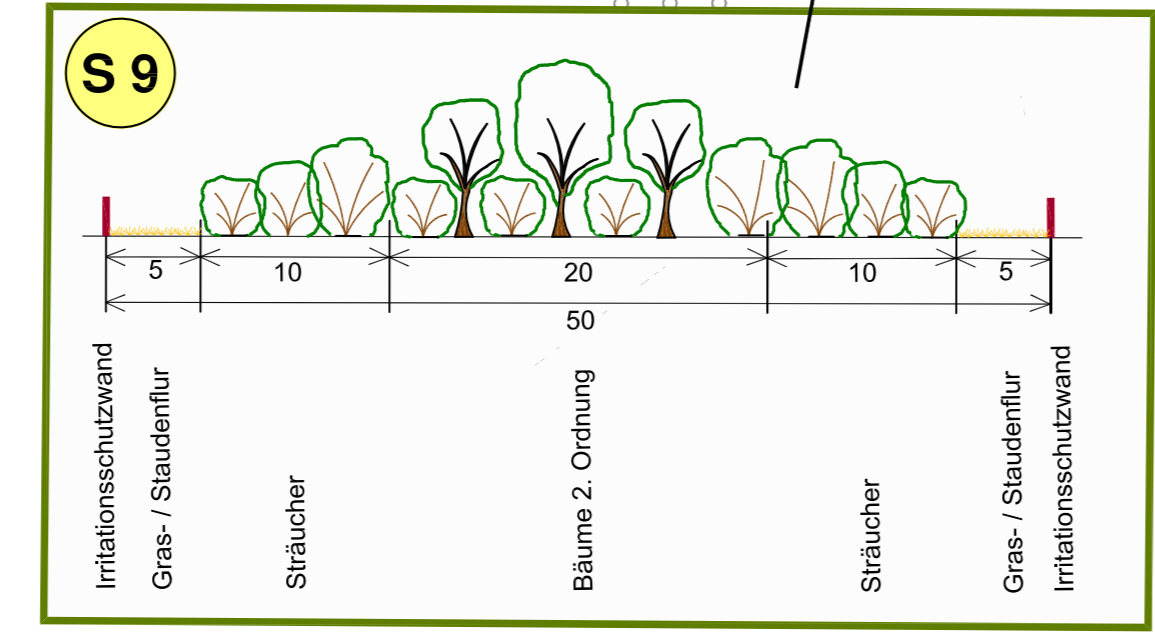 S 9
5
10
20
10
5
50
Irritationsschutzwand
Gras- / Staudenflur
Sträucher
Bäume 2. Ordnung
Sträucher
Gras- / Staudenflur
Irritationsschutzwand